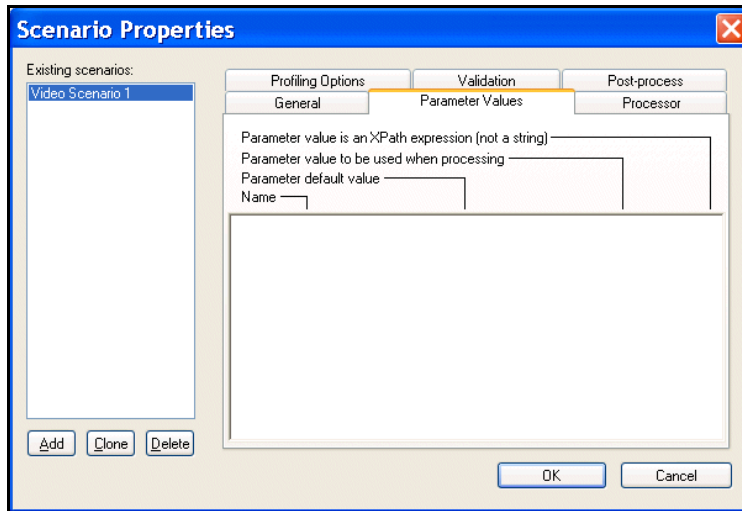 Scenario Properties
Existing scenarios:
Video Scenario 1
Profiling Options
Validation
Post-process
General
Parameter Values
Processor
Parameter value is an XPath expression (not a string)
Parameter value to be used when processing
Parameter default value
Name
Add
Clone
Delete
OK
Cancel